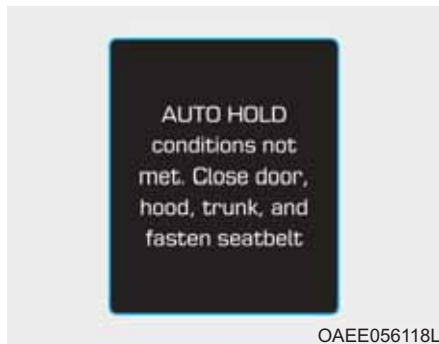 AUTO HOLD
conditions not
met. Close door,
hood, trunk, and
fasten seatbelt
OAEE056118L